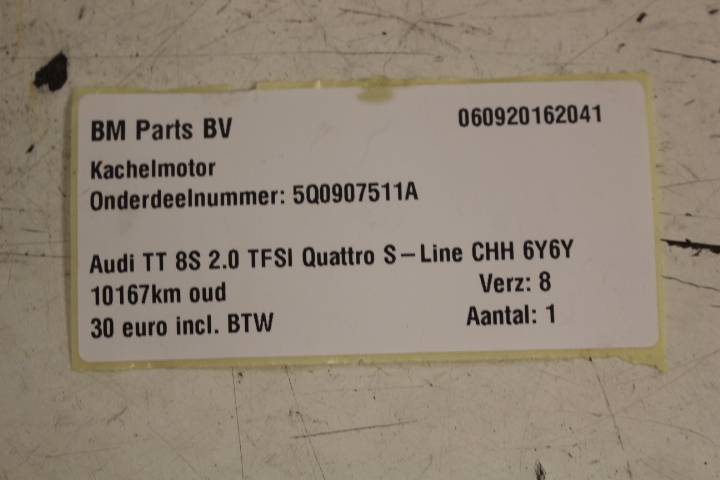 BM Parts BV 060920162041
Kachelmotor
Onderdeelnummer: 5Q0907511A
Audi TT 8S 2.0 TFSI Quattro S-Line CHH 6Y6Y
10167km oud Verz: 8
30 euro incl. BTW Aantal: 1